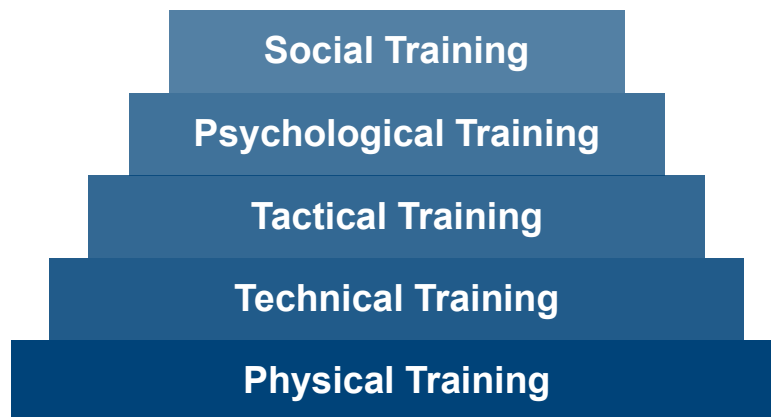 Social Training
Psychological Training
Tactical Training
Technical Training
Physical Training